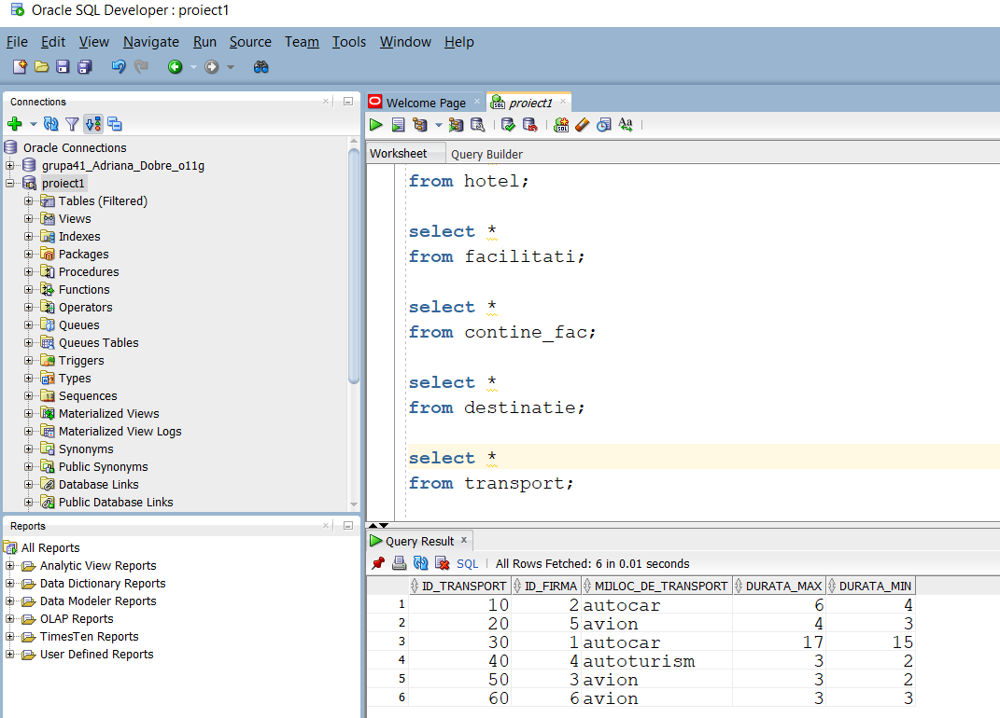 Oracle SQL Developer : proiect1
File Edit View Navigate Run Source Team Tools Window Help
Connections
Oracle Connections
grupa41_Adriana_Dobre_o11g
proiect1
Tables (Filtered)
Views
Indexes
Packages
Procedures
Functions
Operators
Queues
Queues Tables
Triggers
Types
Sequences
Materialized Views
Materialized View Logs
Synonyms
Public Synonyms
Database Links
Public Database Links
Reports
All Reports
Analytic View Reports
Data Dictionary Reports
Data Modeler Reports
OLAP Reports
TimesTen Reports
User Defined Reports
Welcome Page proiect1
Worksheet Query Builder
from hotel;
select *
from facilitati;
select *
from contine_fac;
select *
from destinatie;
select *
from transport;
Query Result
SQL All Rows Fetched: 6 in 0.01 seconds
ID_TRANSPORT ID_FIRMA MIJLOC_DE_TRANSPORT DURATA_MAX DURATA_MIN
1 10 2 autocar 6 4
2 20 5 avion 4 3
3 30 1 autocar 17 15
4 40 4 autoturism 3 2
5 50 3 avion 3 2
6 60 6 avion 3 3